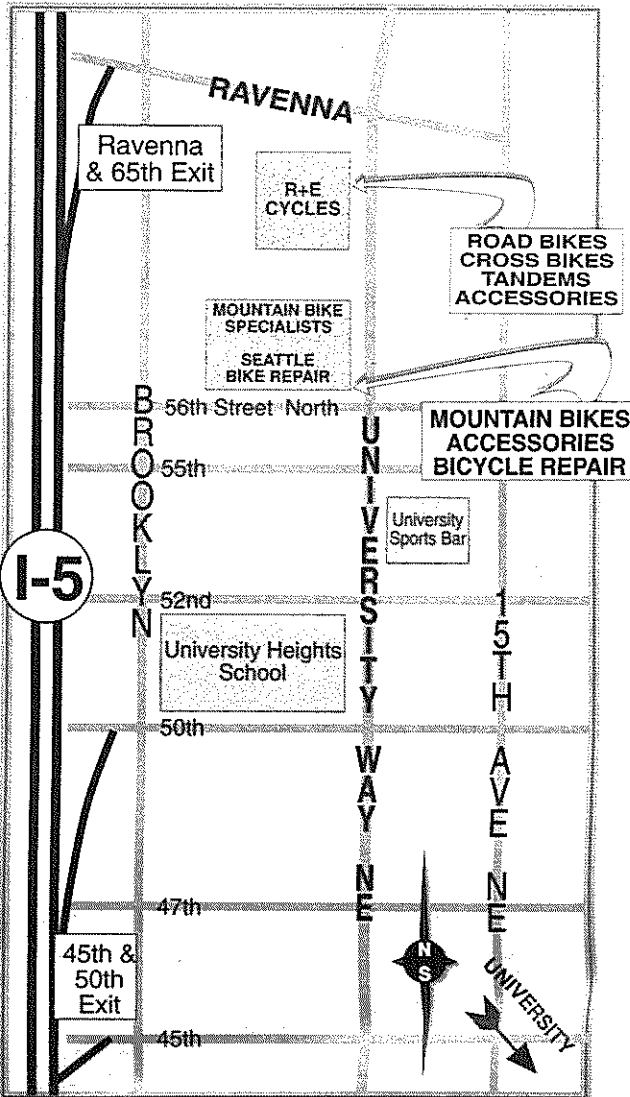 RAVENNA
Ravenna
& 65th Exit
R+E
CYCLES
ROAD BIKES
CROSS BIKES
TANDEMS
ACCESSORIES
MOUNTAIN BIKE
SPECIALISTS
SEATTLE
BIKE REPAIR
56th Street North
MOUNTAIN BIKES
ACCESSORIES
BICYCLE REPAIR
BROOKLYN
55th
UNIVERSITY WAY NE
University
Sports Bar
I-5
52nd
15TH AVE NE
University Heights
School
50th
47th
45th &
50th
Exit
N
S
UNIVERSITY
45th